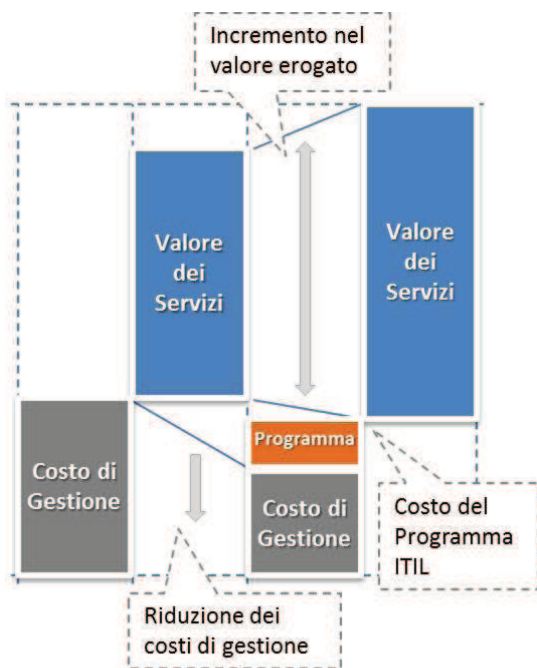 Incremento nel
valore erogato
Valore
dei
Servizi
Valore
dei
Servizi
Costo di
Gestione
Programma
Costo di
Gestione
Costo del
Programma
ITIL
Riduzione dei
costi di gestione